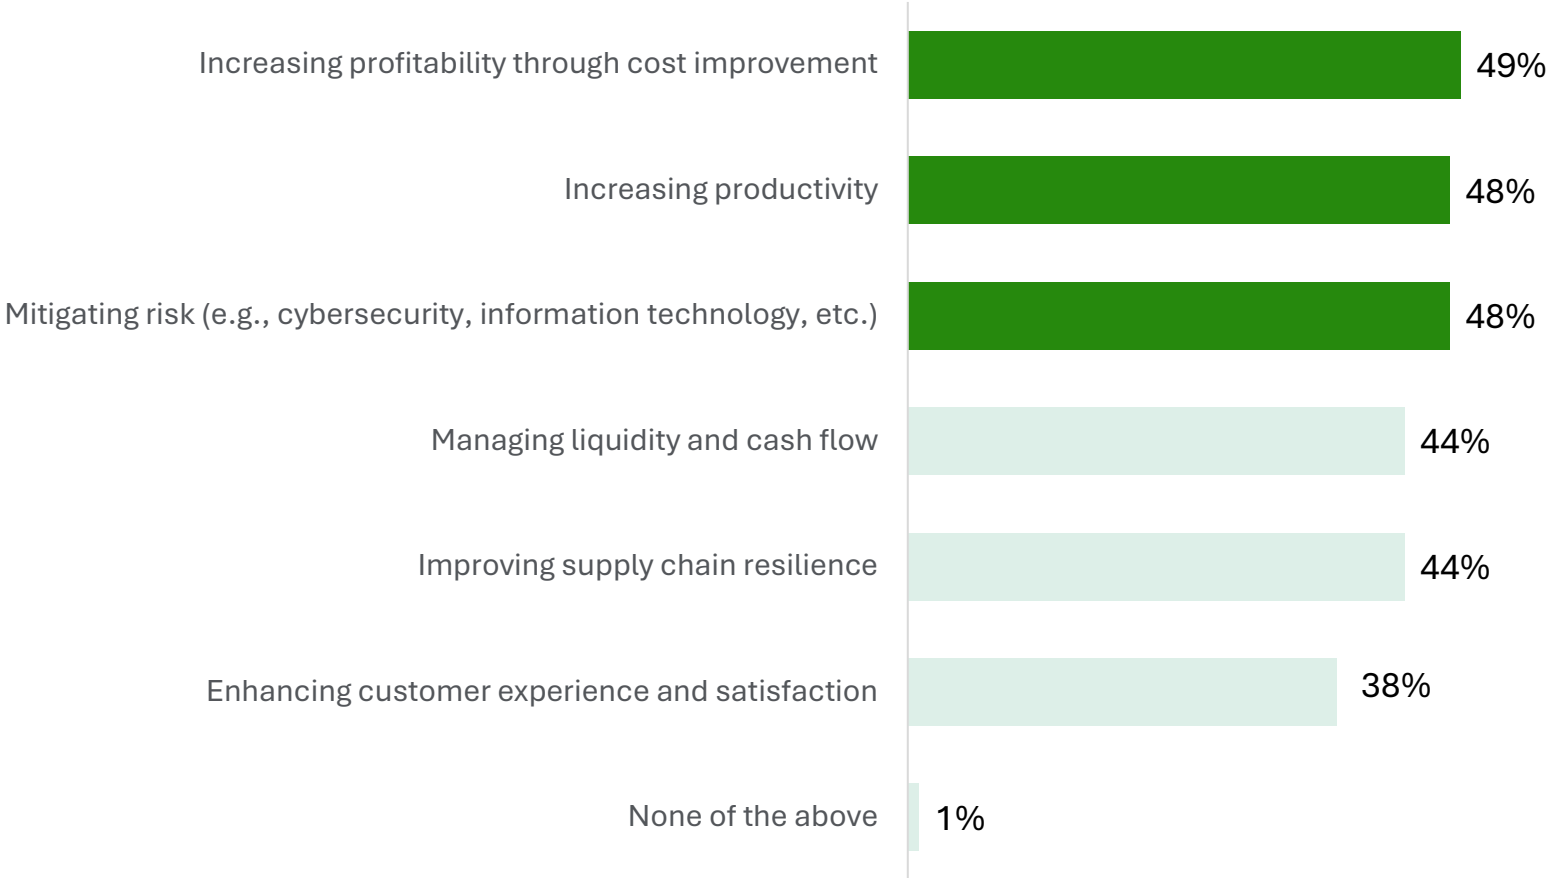 Increasing profitability through cost improvement 49%
Increasing productivity 48%
Mitigating risk (e.g., cybersecurity, information technology, etc.) 48%
Managing liquidity and cash flow 44%
Improving supply chain resilience 44%
Enhancing customer experience and satisfaction 38%
None of the above 1%